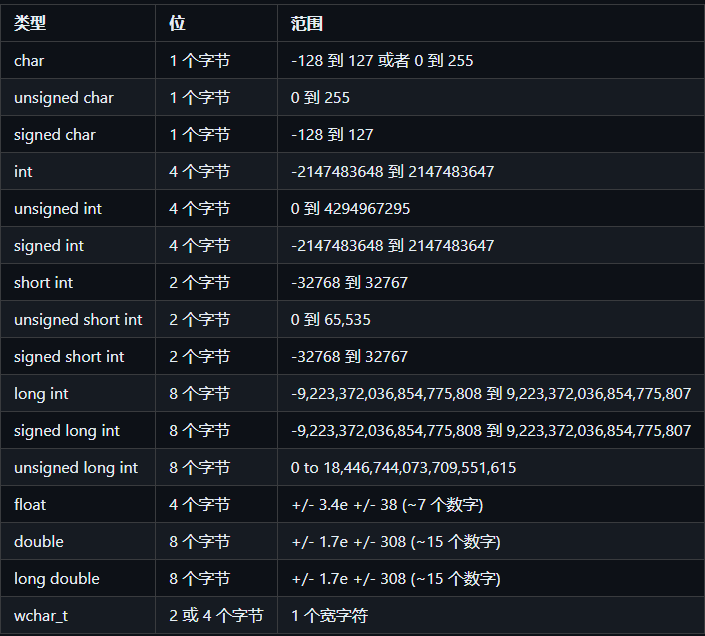 类型 位 范围
char 1 个字节 -128 到 127 或者 0 到 255
unsigned char 1 个字节 0 到 255
signed char 1 个字节 -128 到 127
int 4 个字节 -2147483648 到 2147483647
unsigned int 4 个字节 0 到 4294967295
signed int 4 个字节 -2147483648 到 2147483647
short int 2 个字节 -32768 到 32767
unsigned short int 2 个字节 0 到 65,535
signed short int 2 个字节 -32768 到 32767
long int 8 个字节 -9,223,372,036,854,775,808 到 9,223,372,036,854,775,807
signed long int 8 个字节 -9,223,372,036,854,775,808 到 9,223,372,036,854,775,807
unsigned long int 8 个字节 0 to 18,446,744,073,709,551,615
float 4 个字节 +/- 3.4e +/- 38 (~7 个数字)
double 8 个字节 +/- 1.7e +/- 308 (~15 个数字)
long double 8 个字节 +/- 1.7e +/- 308 (~15 个数字)
wchar_t 2 或 4 个字节 1 个宽字符